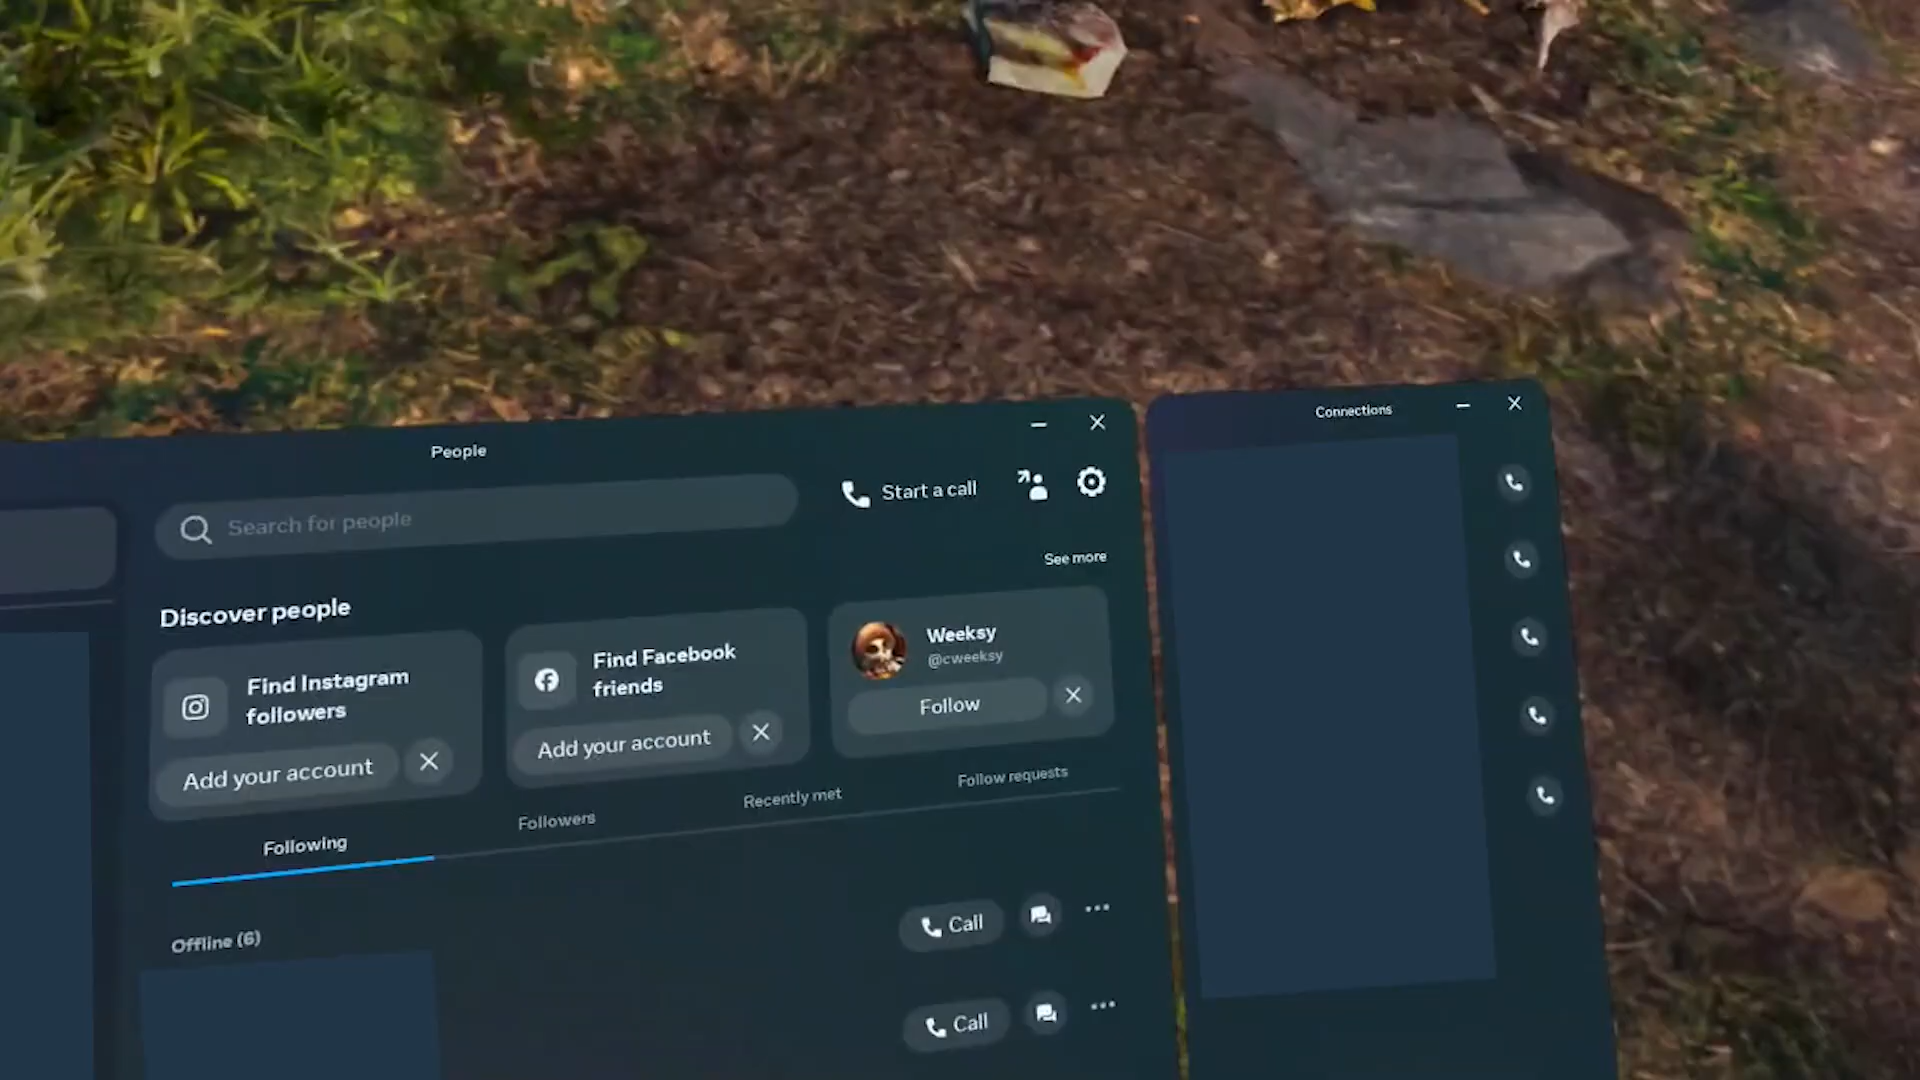 People
Search for people
Start a call
See more
Discover people
Find Instagram
followers
Add your account
Find Facebook
friends
Add your account
Weeksy
@cweeksy
Follow
Following
Followers
Recently met
Follow requests
Offline (6)
Call
Call
Connections